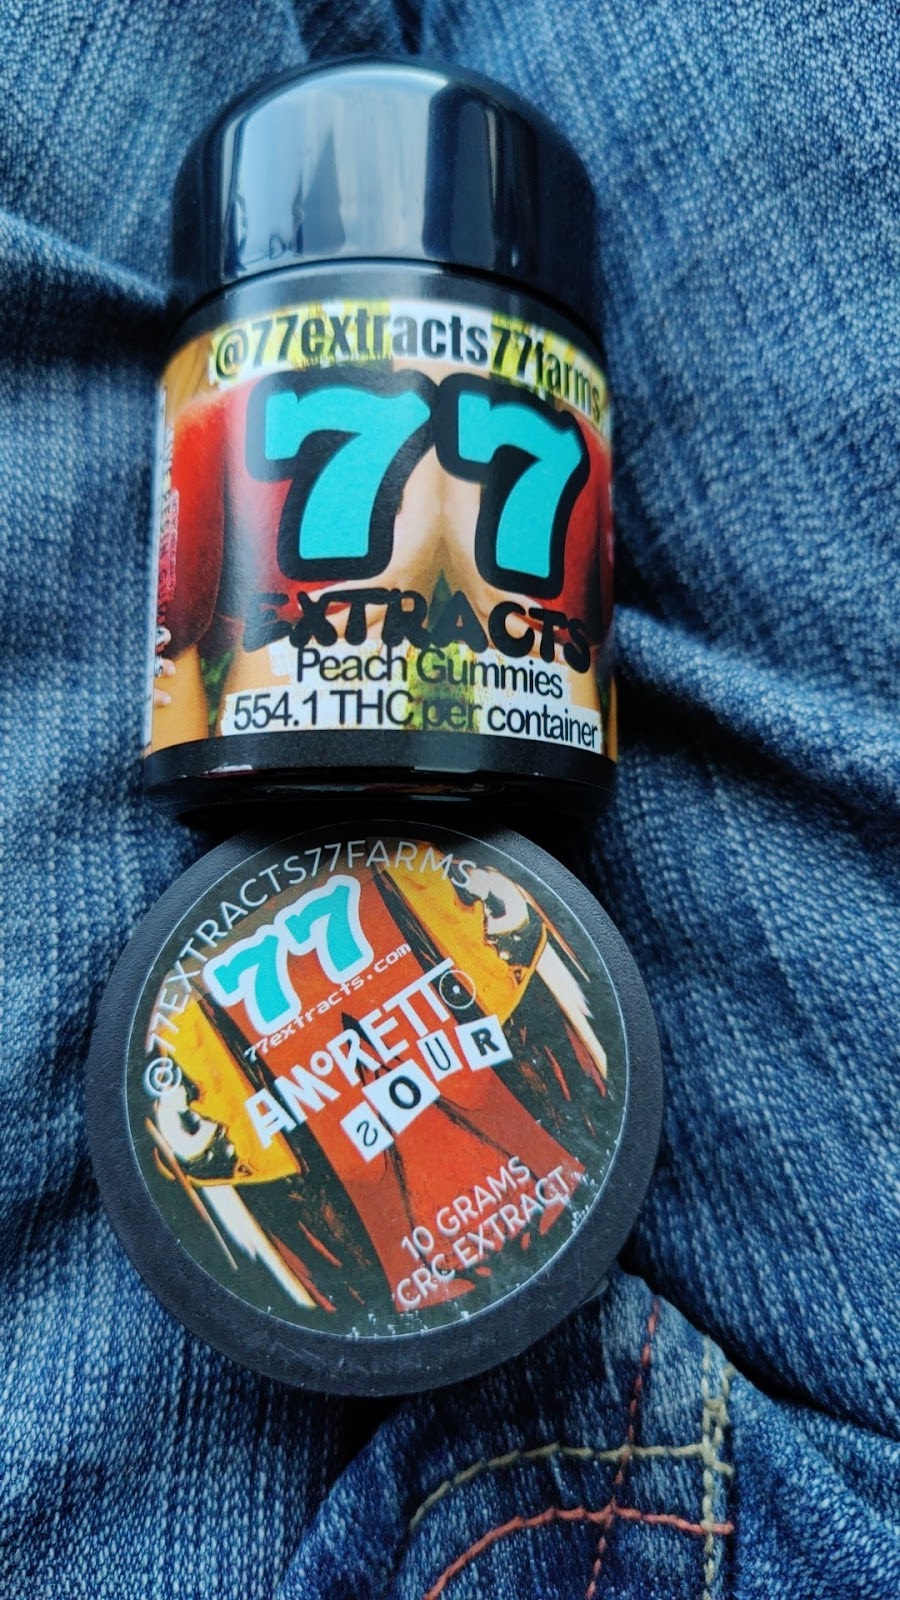 @77extracts77farms
77
EXTRACTS
Peach Gummies
554.1 THC per container
@77EXTRACTS77FARMS
77
77extracts.com
AMORETTO
SOUR
10 GRAMS
CRC EXTRACT